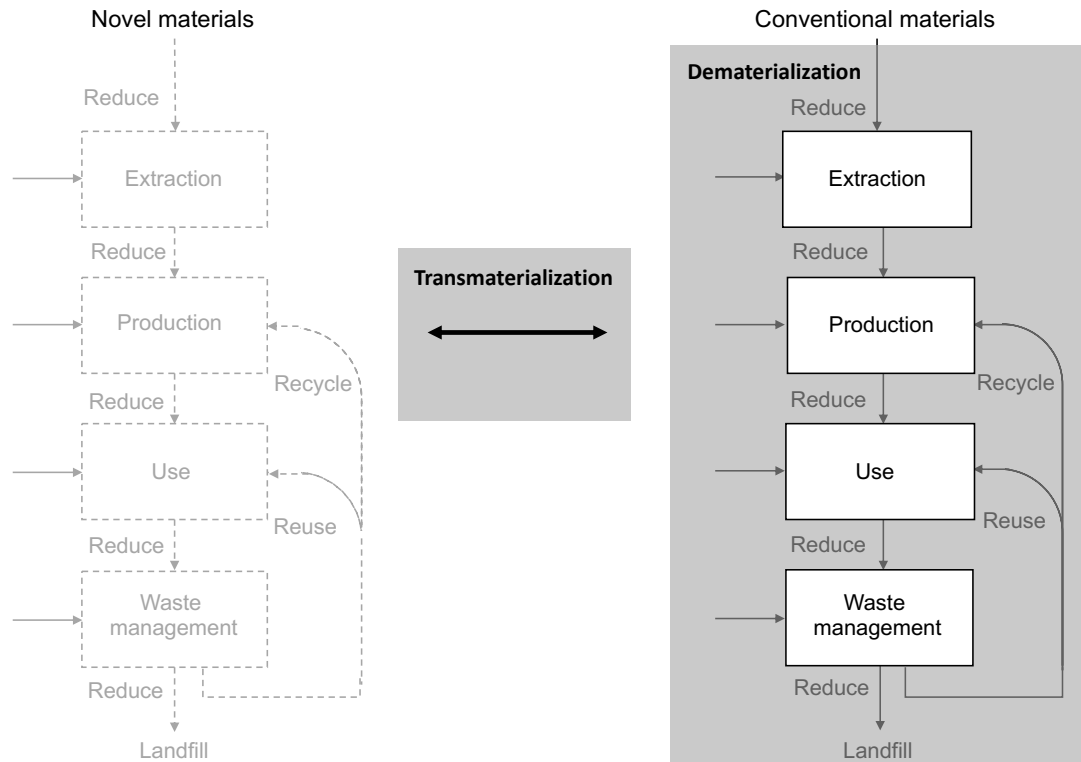 Novel materials
Reduce
Extraction
Reduce
Production
Recycle
Reduce
Use
Reuse
Reduce
Waste
management
Reduce
Landfill
Transmaterialization
Conventional materials
Dematerialization
Reduce
Extraction
Reduce
Production
Recycle
Reduce
Use
Reuse
Reduce
Waste
management
Reduce
Landfill